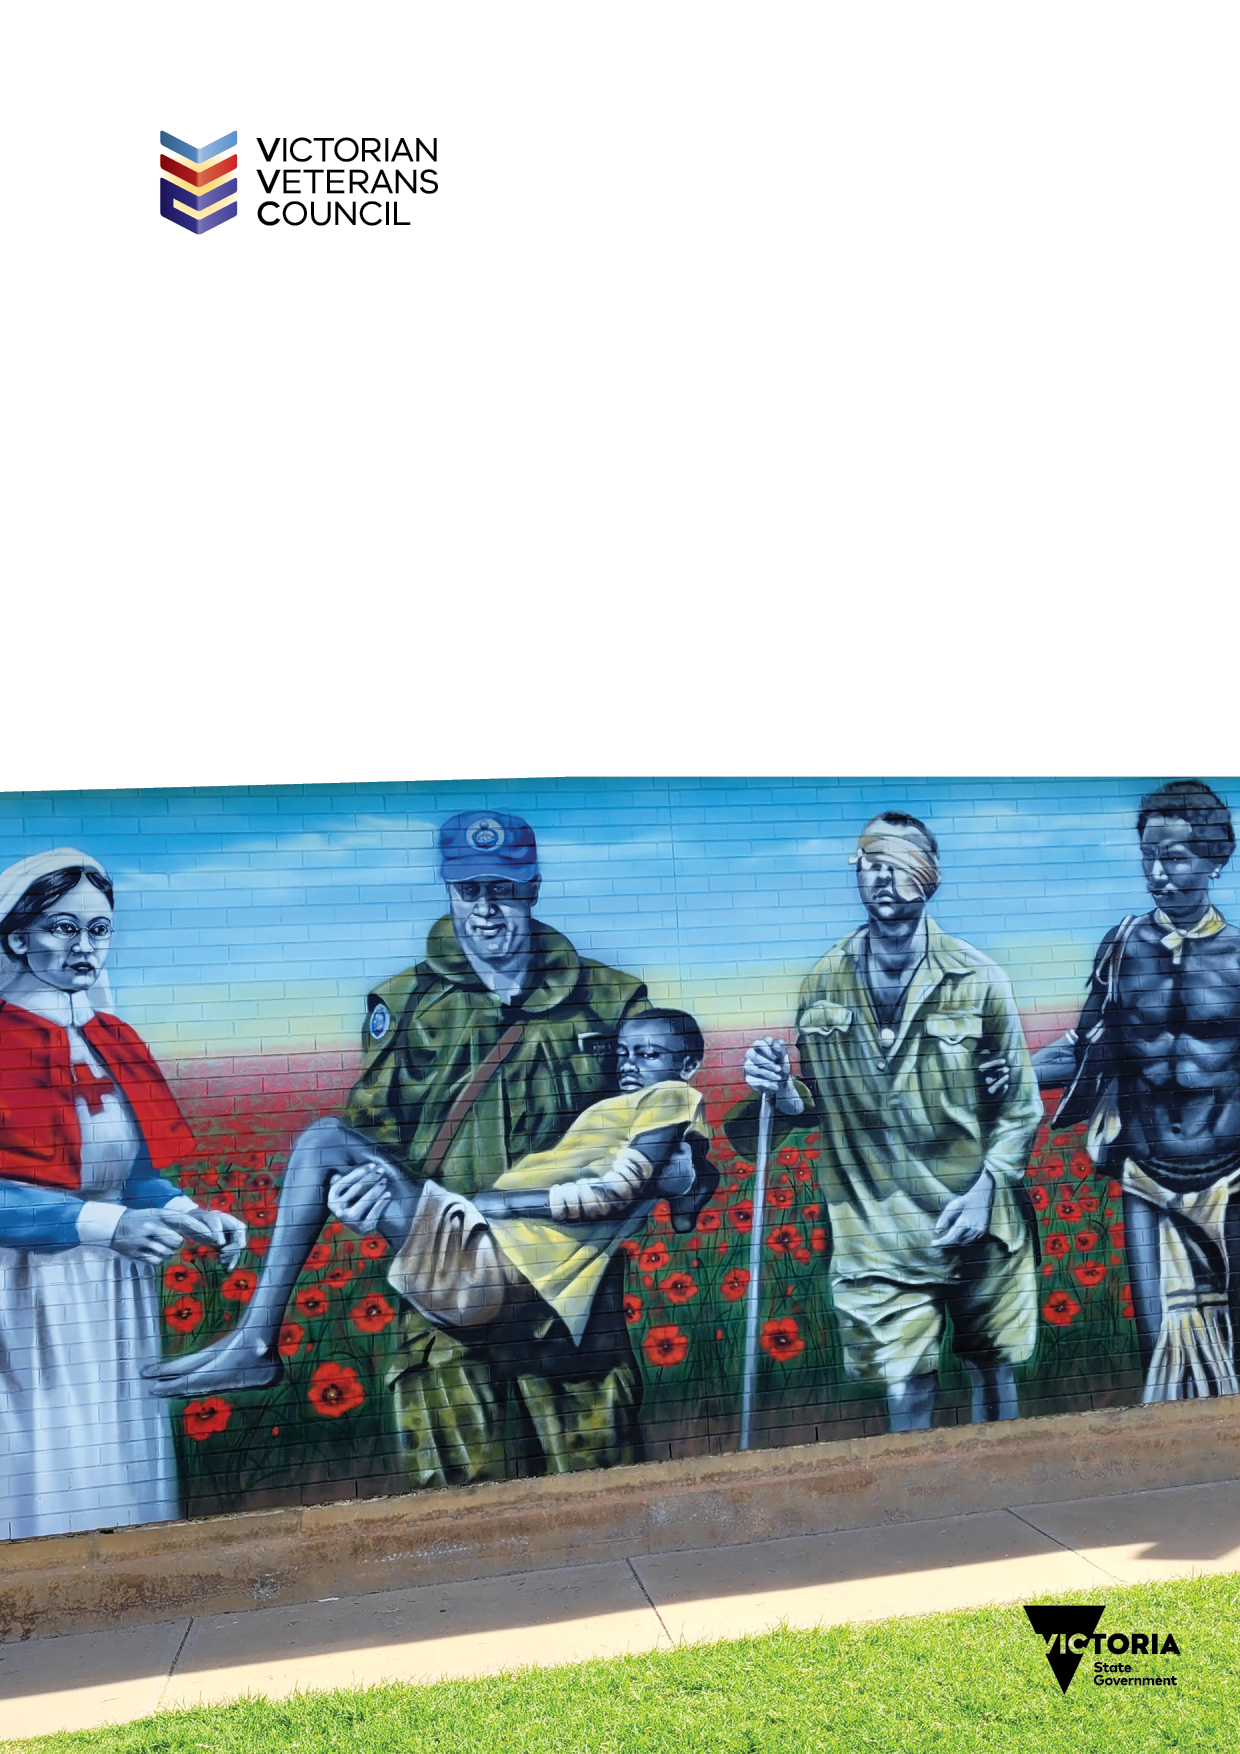 VICTORIAN
VETERANS
COUNCIL
VICTORIA
State
Government